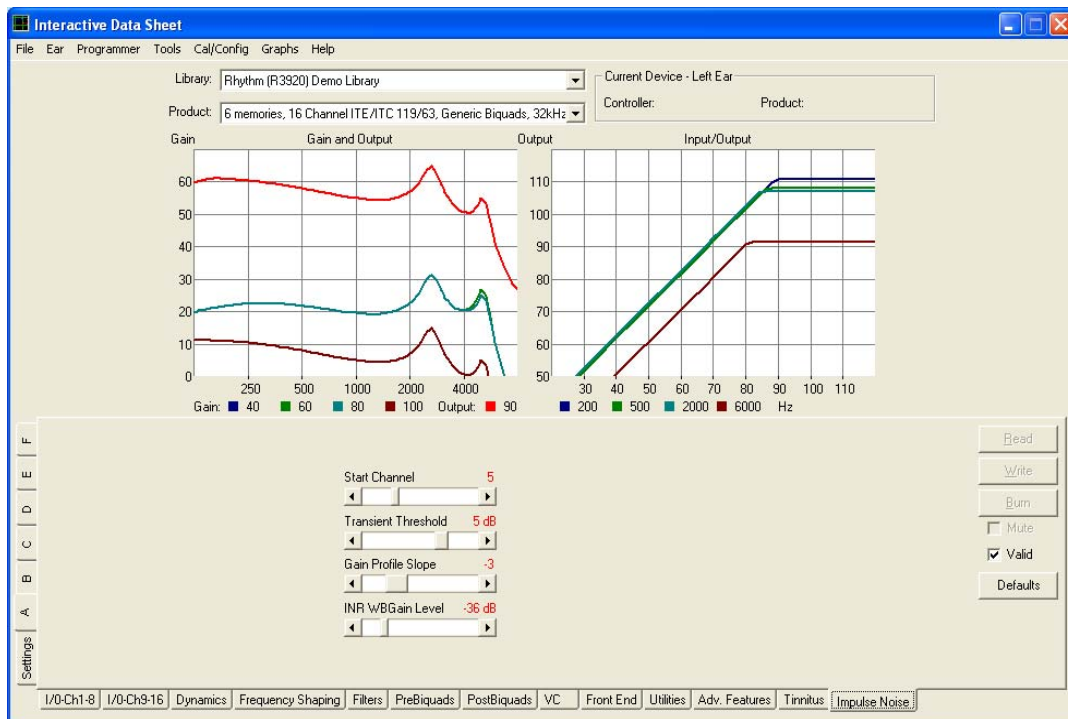 Interactive Data Sheet
File Ear Programmer Tools Cal/Config Graphs Help
Library: Rhythm (R3920) Demo Library
Current Device - Left Ear
Controller: Product:
Product: 6 memories, 16 Channel ITE/ITC 119/63, Generic Biquads, 32kHz
Gain Gain and Output Output Input/Output
60
50
40
30
20
10
0
250 500 1000 2000 4000
Gain: 40 60 80 100 Output: 90
110
100
90
80
70
60
50
30 40 50 60 70 80 90 100 110
200 500 2000 6000 Hz
F
E
D
C
B
A
Settings
Start Channel 5
Transient Threshold 5 dB
Gain Profile Slope -3
INR WBGain Level -36 dB
Read
Write
Burn
Mute
Valid
Defaults
I/0-Ch1-8 I/0-Ch9-16 Dynamics Frequency Shaping Filters PreBiquads PostBiquads VC Front End Utilities Adv. Features Tinnitus Impulse Noise